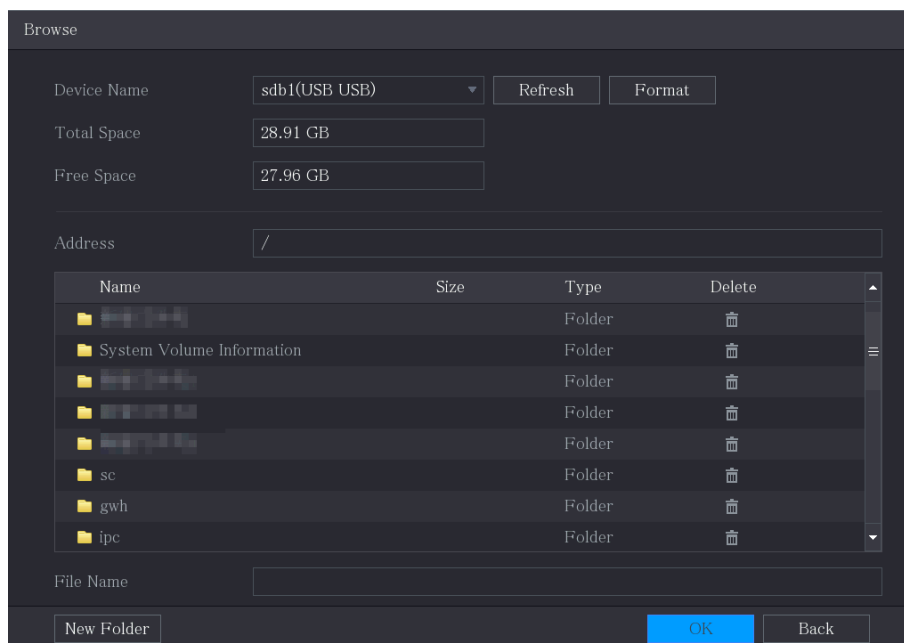 Browse
Device Name sdb1(USB USB) Refresh Format
Total Space 28.91 GB
Free Space 27.96 GB
Address /
Name Size Type Delete
Folder
System Volume Information Folder
Folder
Folder
Folder
sc Folder
gwh Folder
ipc Folder
File Name
New Folder OK Back